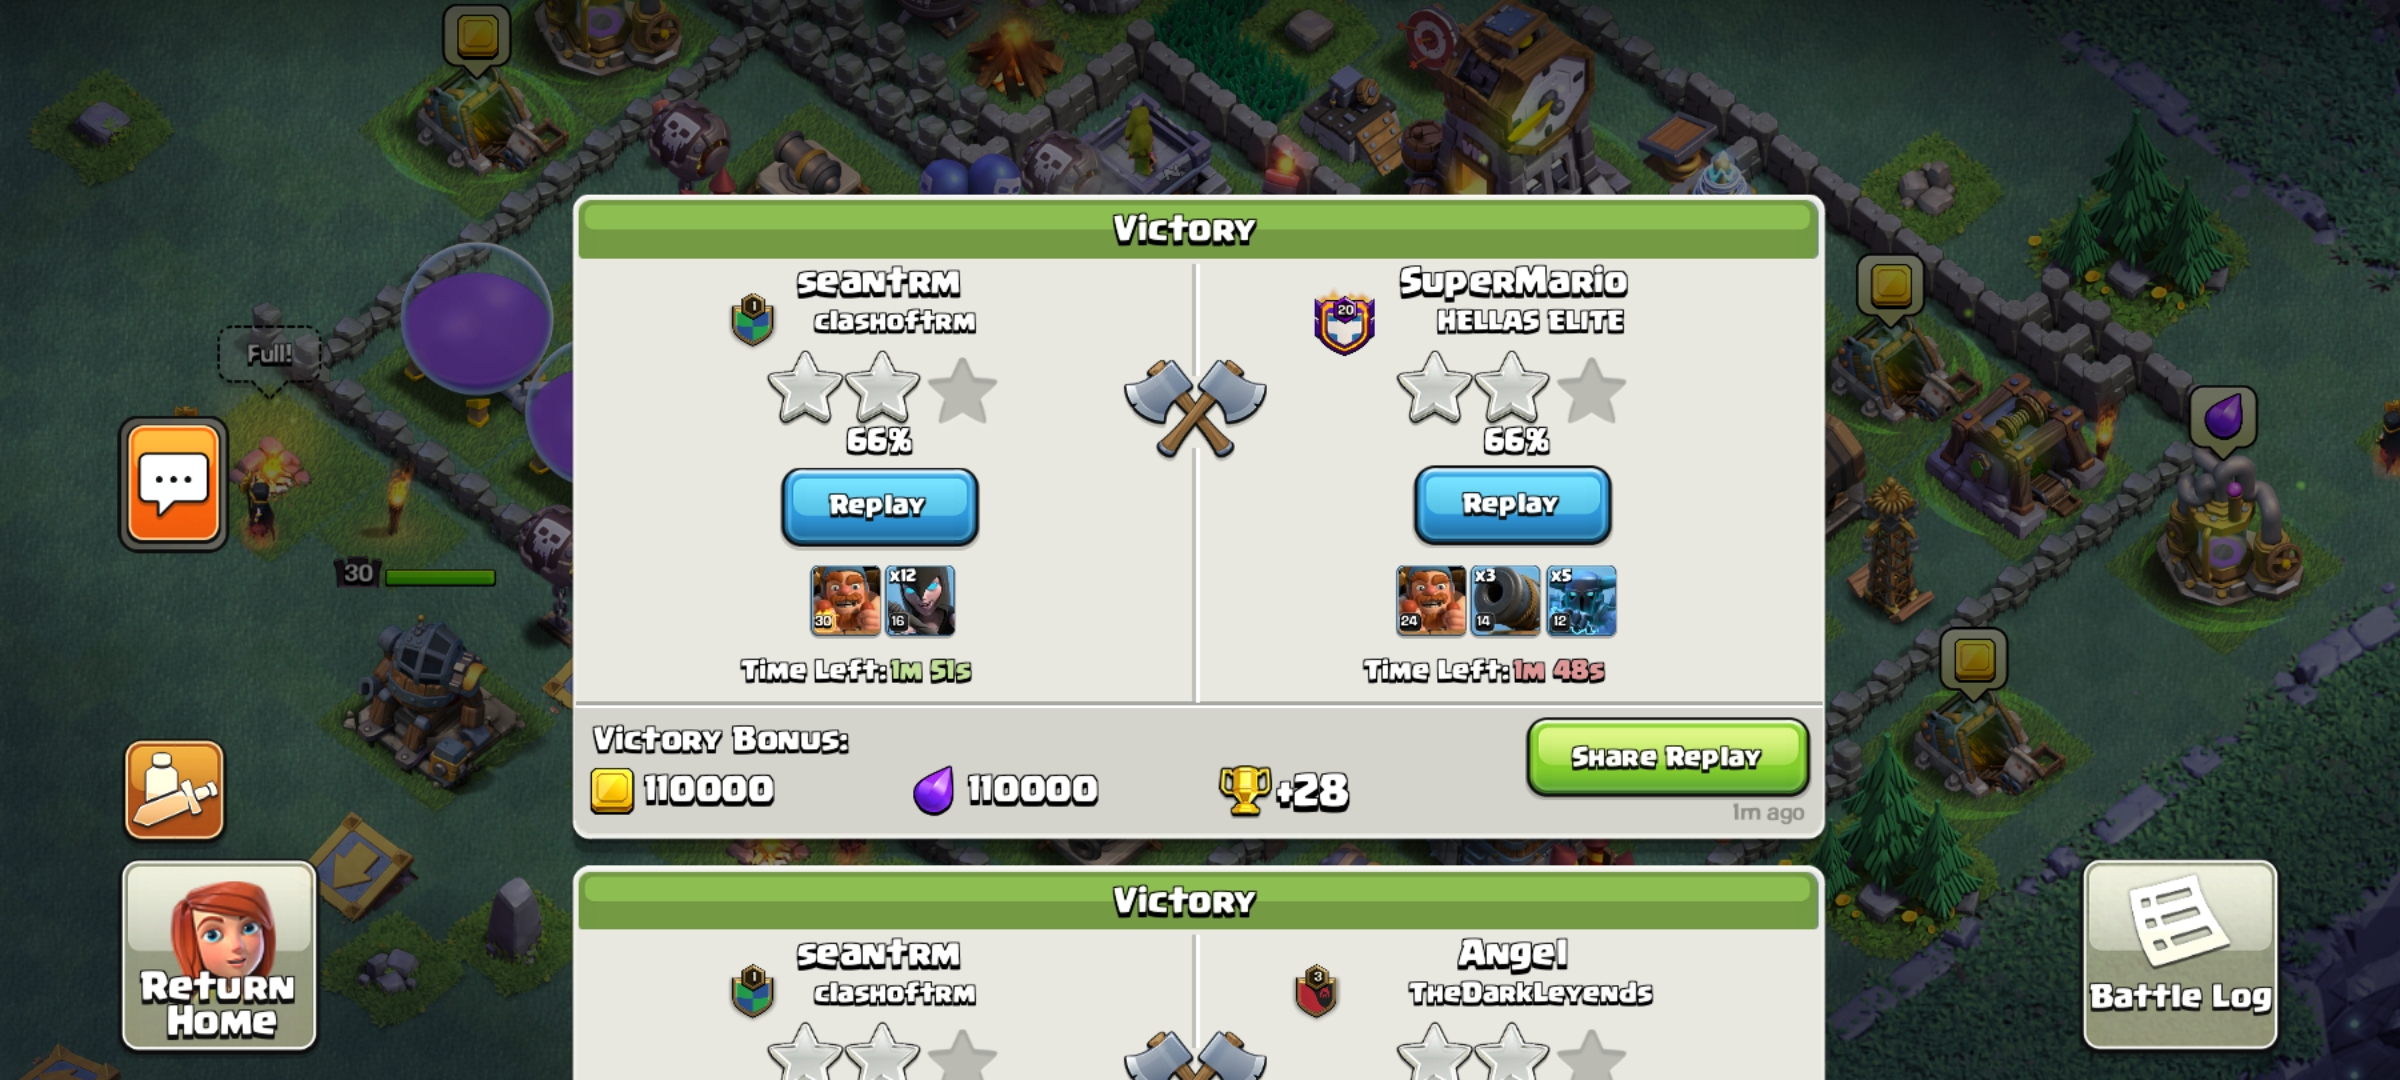 Victory
seantrm
1
clashoftrm
66%
Replay
30
x12
16
Time Left: 1m 51s
SuperMario
20
HELLAS ELITE
66%
Replay
24
x3
14
x5
12
Time Left: 1m 48s
Victory Bonus:
110000
110000
+28
Share Replay
1m ago
Full!
30
Victory
seantrm
1
clashoftrm
Angel
3
TheDarkLeyends
Return
Home
Battle Log